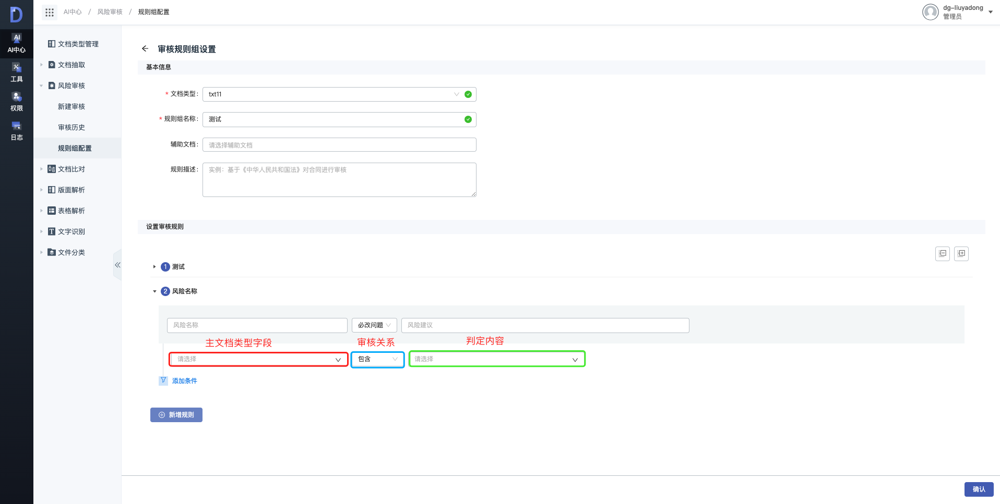 AI中心 / 风险审核 / 规则组配置
dg-liuyadong
管理员
AI
AI中心
工具
权限
日志
文档类型管理
文档抽取
风险审核
新建审核
审核历史
规则组配置
文档比对
版面解析
表格解析
文字识别
文件分类
审核规则组设置
基本信息
* 文档类型: txt11
* 规则组名称: 测试
辅助文档: 请选择辅助文档
规则描述: 实例：基于《中华人民共和国法》对合同进行审核
设置审核规则
1 测试
2 风险名称
风险名称 必改问题 风险建议
主文档类型字段 审核关系 判定内容
请选择 包含 请选择
添加条件
新增规则
确认